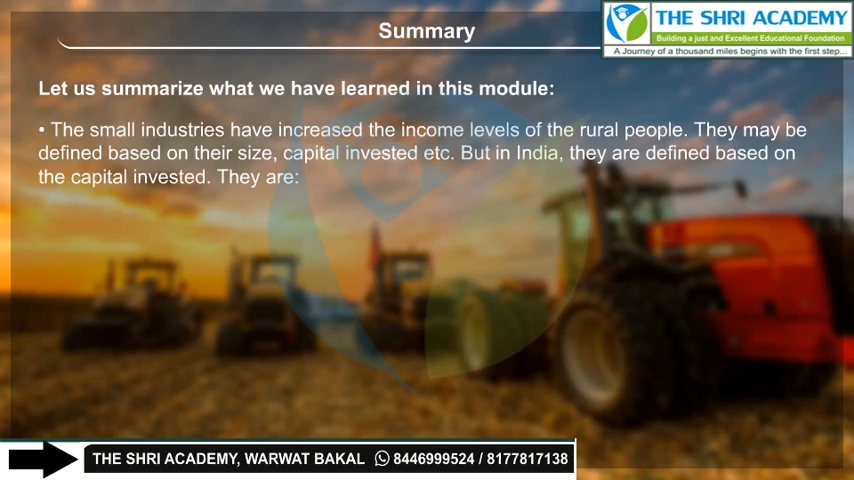 Summary
THE SHRI ACADEMY
Building a just and Excellent Educational Foundation
A Journey of a thousand miles begins with the first step...
Let us summarize what we have learned in this module:
• The small industries have increased the income levels of the rural people. They may be
defined based on their size, capital invested etc. But in India, they are defined based on
the capital invested. They are:
THE SHRI ACADEMY, WARWAT BAKAL 8446999524 / 8177817138